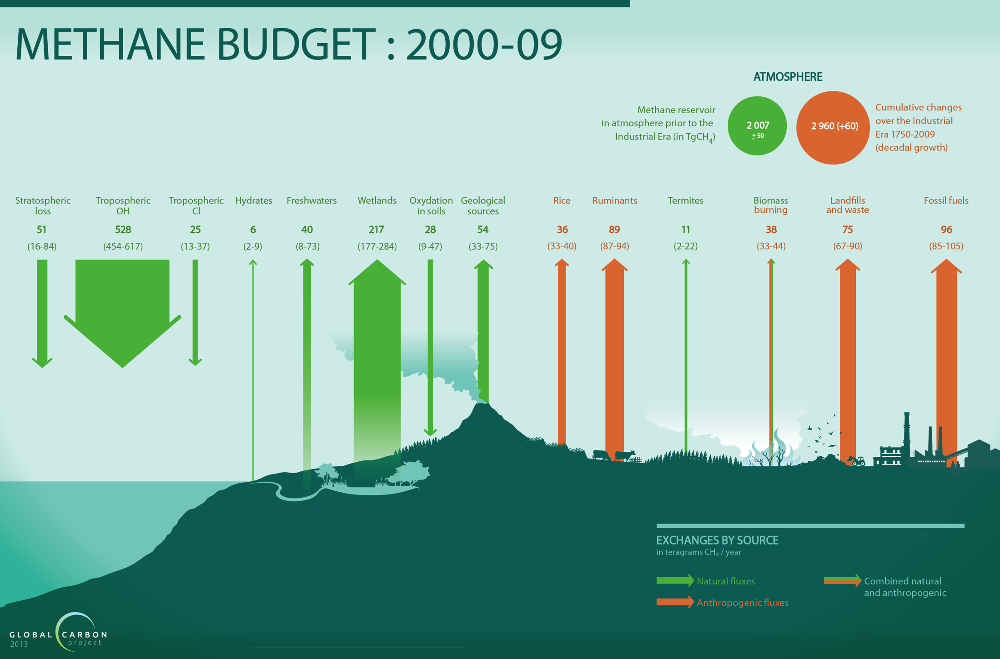 METHANE BUDGET : 2000-09
ATMOSPHERE
Methane reservoir
in atmosphere prior to the
Industrial Era (in TgCH4)
2 007
± 50
2 960 (+60)
Cumulative changes
over the Industrial
Era 1750-2009
(decadal growth)
Stratospheric
loss
51
(16-84)
Tropospheric
OH
528
(454-617)
Tropospheric
Cl
25
(13-37)
Hydrates
6
(2-9)
Freshwaters
40
(8-73)
Wetlands
217
(177-284)
Oxydation
in soils
28
(9-47)
Geological
sources
54
(33-75)
Rice
36
(33-40)
Ruminants
89
(87-94)
Termites
11
(2-22)
Biomass
burning
38
(33-44)
Landfills
and waste
75
(67-90)
Fossil fuels
96
(85-105)
EXCHANGES BY SOURCE
in teragrams CH4 / year
Natural fluxes
Anthropogenic fluxes
Combined natural
and anthropogenic
GLOBAL CARBON
project
2013